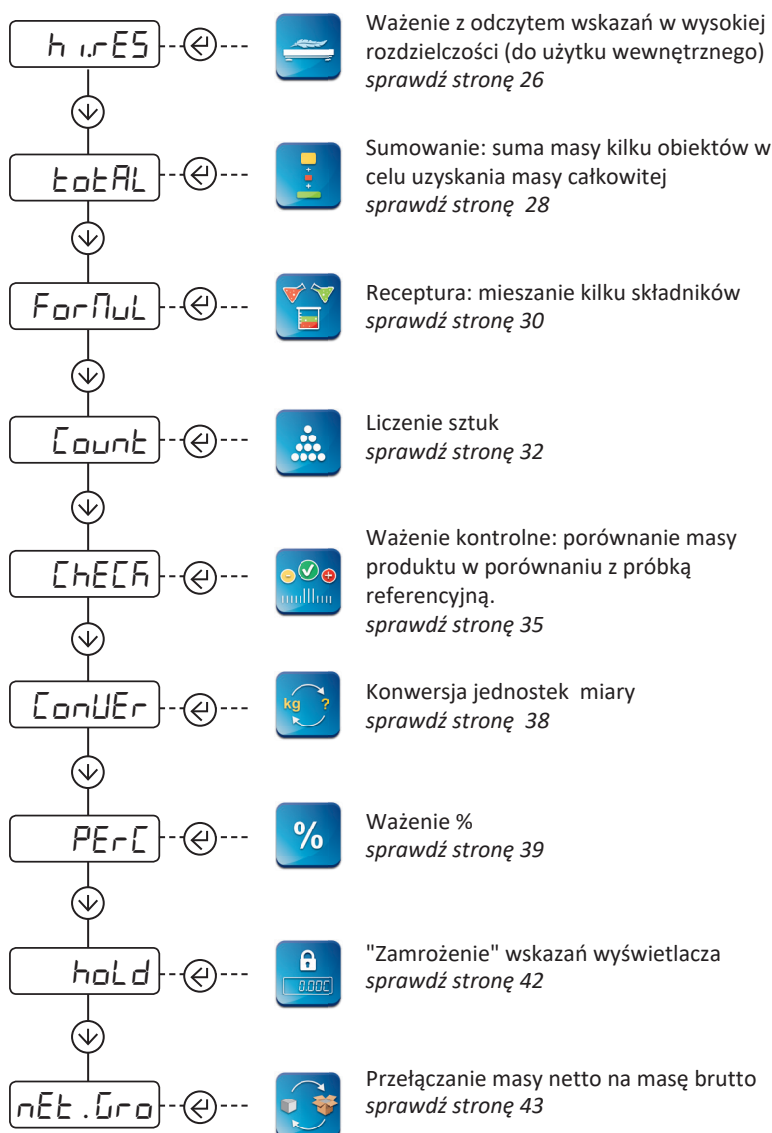 hi.rES
Ważenie z odczytem wskazań w wysokiej
rozdzielczości (do użytku wewnętrznego)
sprawdź stronę 26
totAL
Sumowanie: suma masy kilku obiektów w
celu uzyskania masy całkowitej
sprawdź stronę 28
ForMuL
Receptura: mieszanie kilku składników
sprawdź stronę 30
Count
Liczenie sztuk
sprawdź stronę 32
ChECK
Ważenie kontrolne: porównanie masy
produktu w porównaniu z próbką
referencyjną.
sprawdź stronę 35
ConVEr
kg ?
Konwersja jednostek miary
sprawdź stronę 38
PErC
%
Ważenie %
sprawdź stronę 39
hoLd
0.00C
"Zamrożenie" wskazań wyświetlacza
sprawdź stronę 42
nEt.Gro
Przełączanie masy netto na masę brutto
sprawdź stronę 43